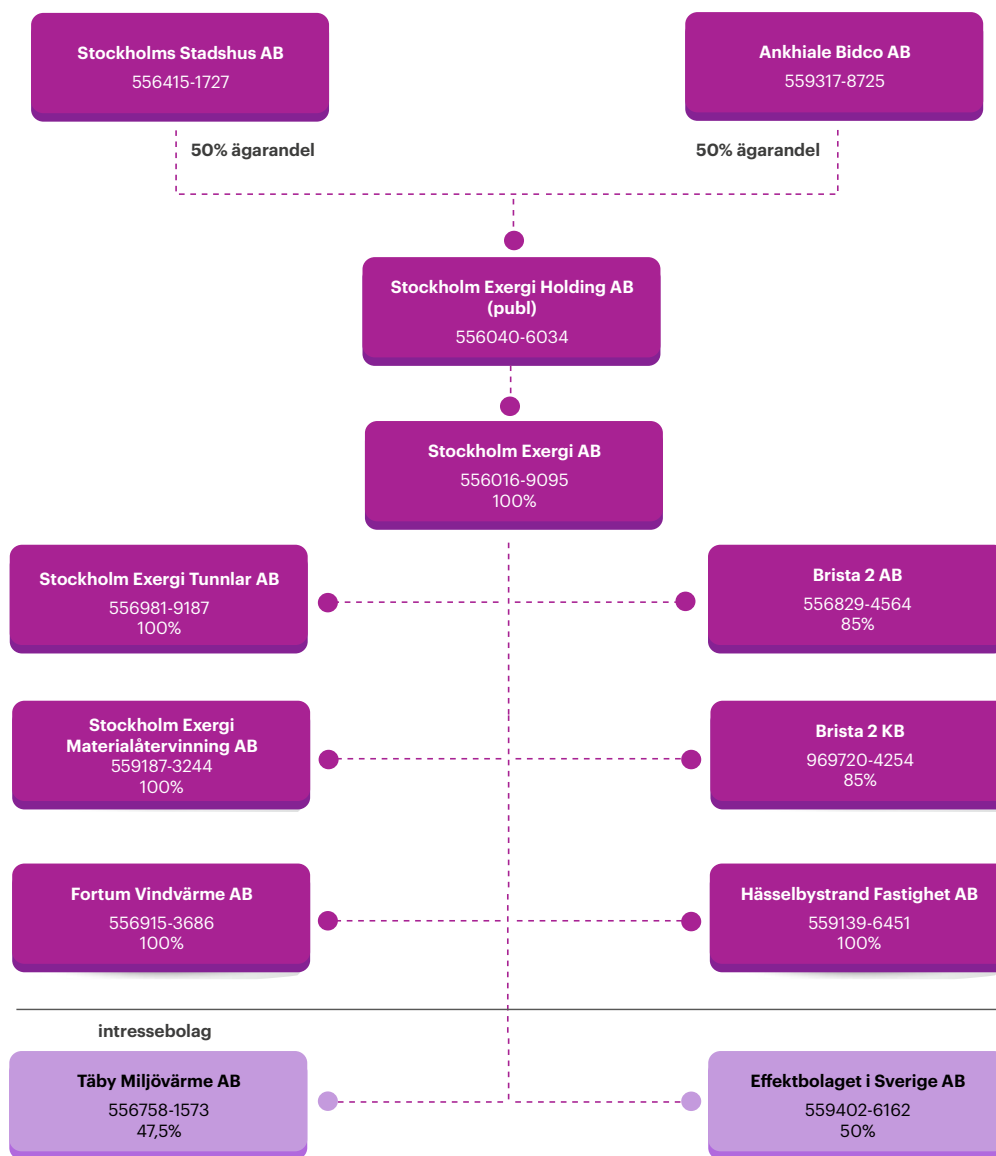 Stockholms Stadshus AB
556415-1727
Ankhiale Bidco AB
559317-8725
50% ägarandel
50% ägarandel
Stockholm Exergi Holding AB
(publ)
556040-6034
Stockholm Exergi AB
556016-9095
100%
Stockholm Exergi Tunnlar AB
556981-9187
100%
Brista 2 AB
556829-4564
85%
Stockholm Exergi
Materialåtervinning AB
559187-3244
100%
Brista 2 KB
969720-4254
85%
Fortum Vindvärme AB
556915-3686
100%
Hässelbystrand Fastighet AB
559139-6451
100%
intressebolag
Täby Miljövärme AB
556758-1573
47,5%
Effektbolaget i Sverige AB
559402-6162
50%